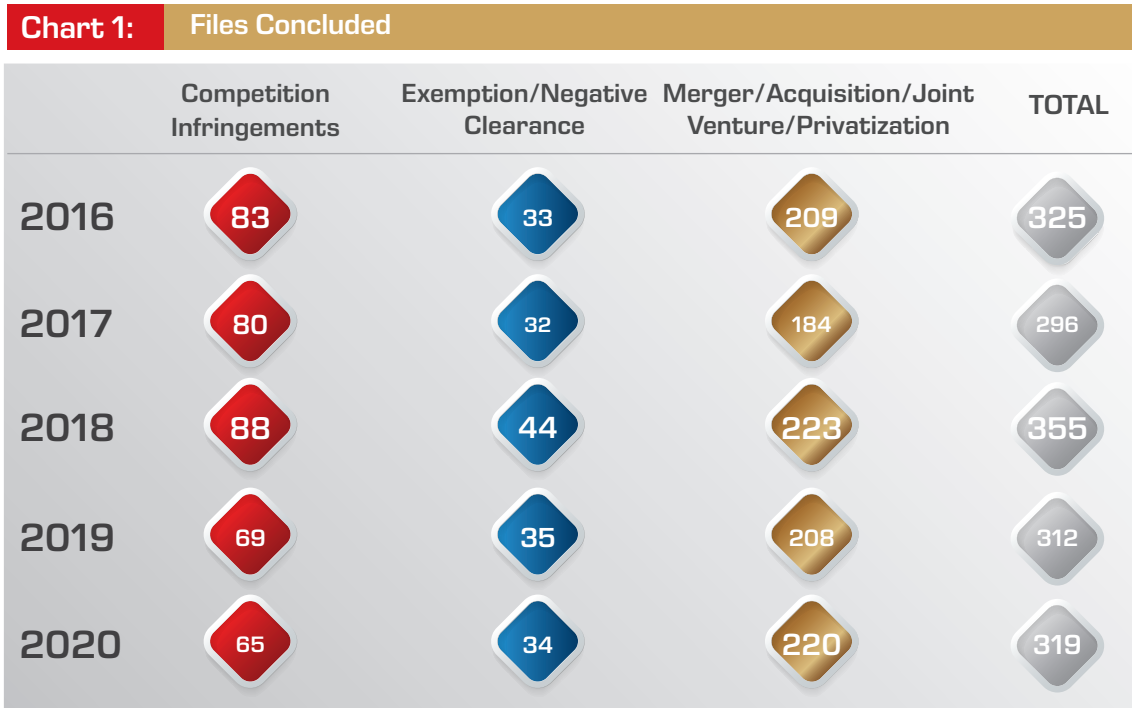 Chart 1: Files Concluded
Competition Infringements Exemption/Negative Clearance Merger/Acquisition/Joint Venture/Privatization TOTAL
2016 83 33 209 325
2017 80 32 184 296
2018 88 44 223 355
2019 69 35 208 312
2020 65 34 220 319